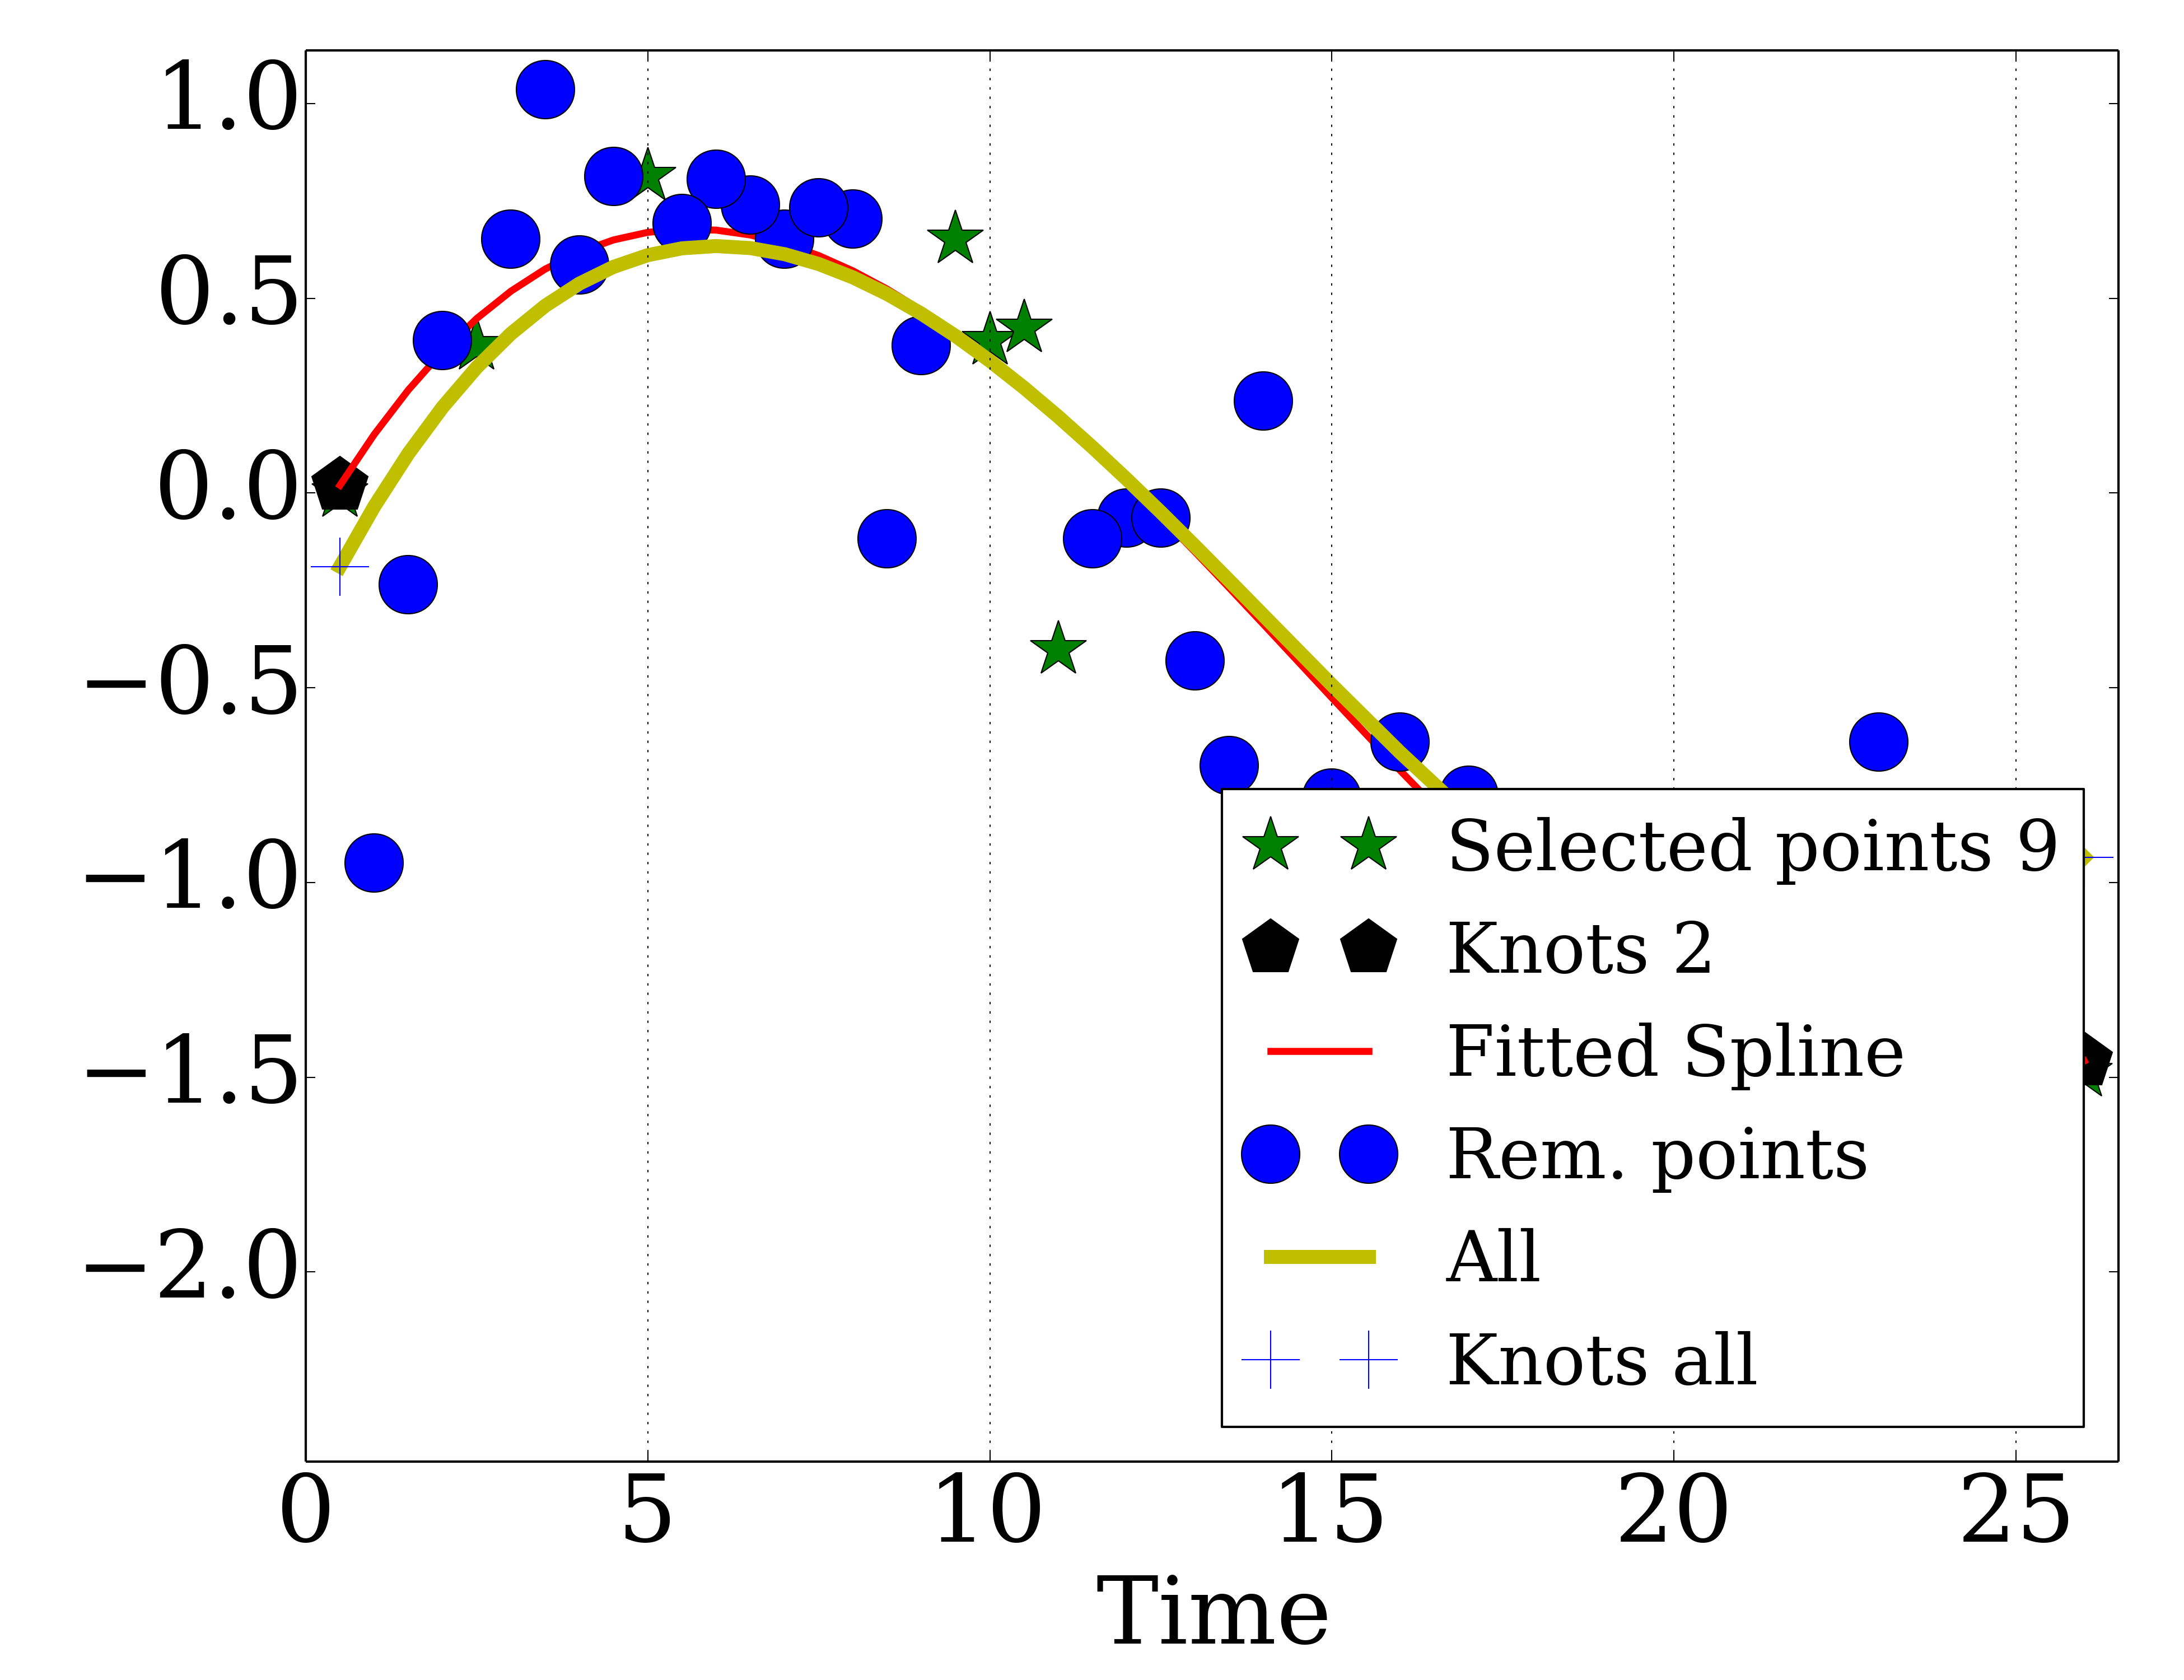 1.0
0.5
0.0
−0.5
−1.0
−1.5
−2.0
Selected points 9
Knots 2
Fitted Spline
Rem. points
All
Knots all
0 5 10 15 20 25
Time